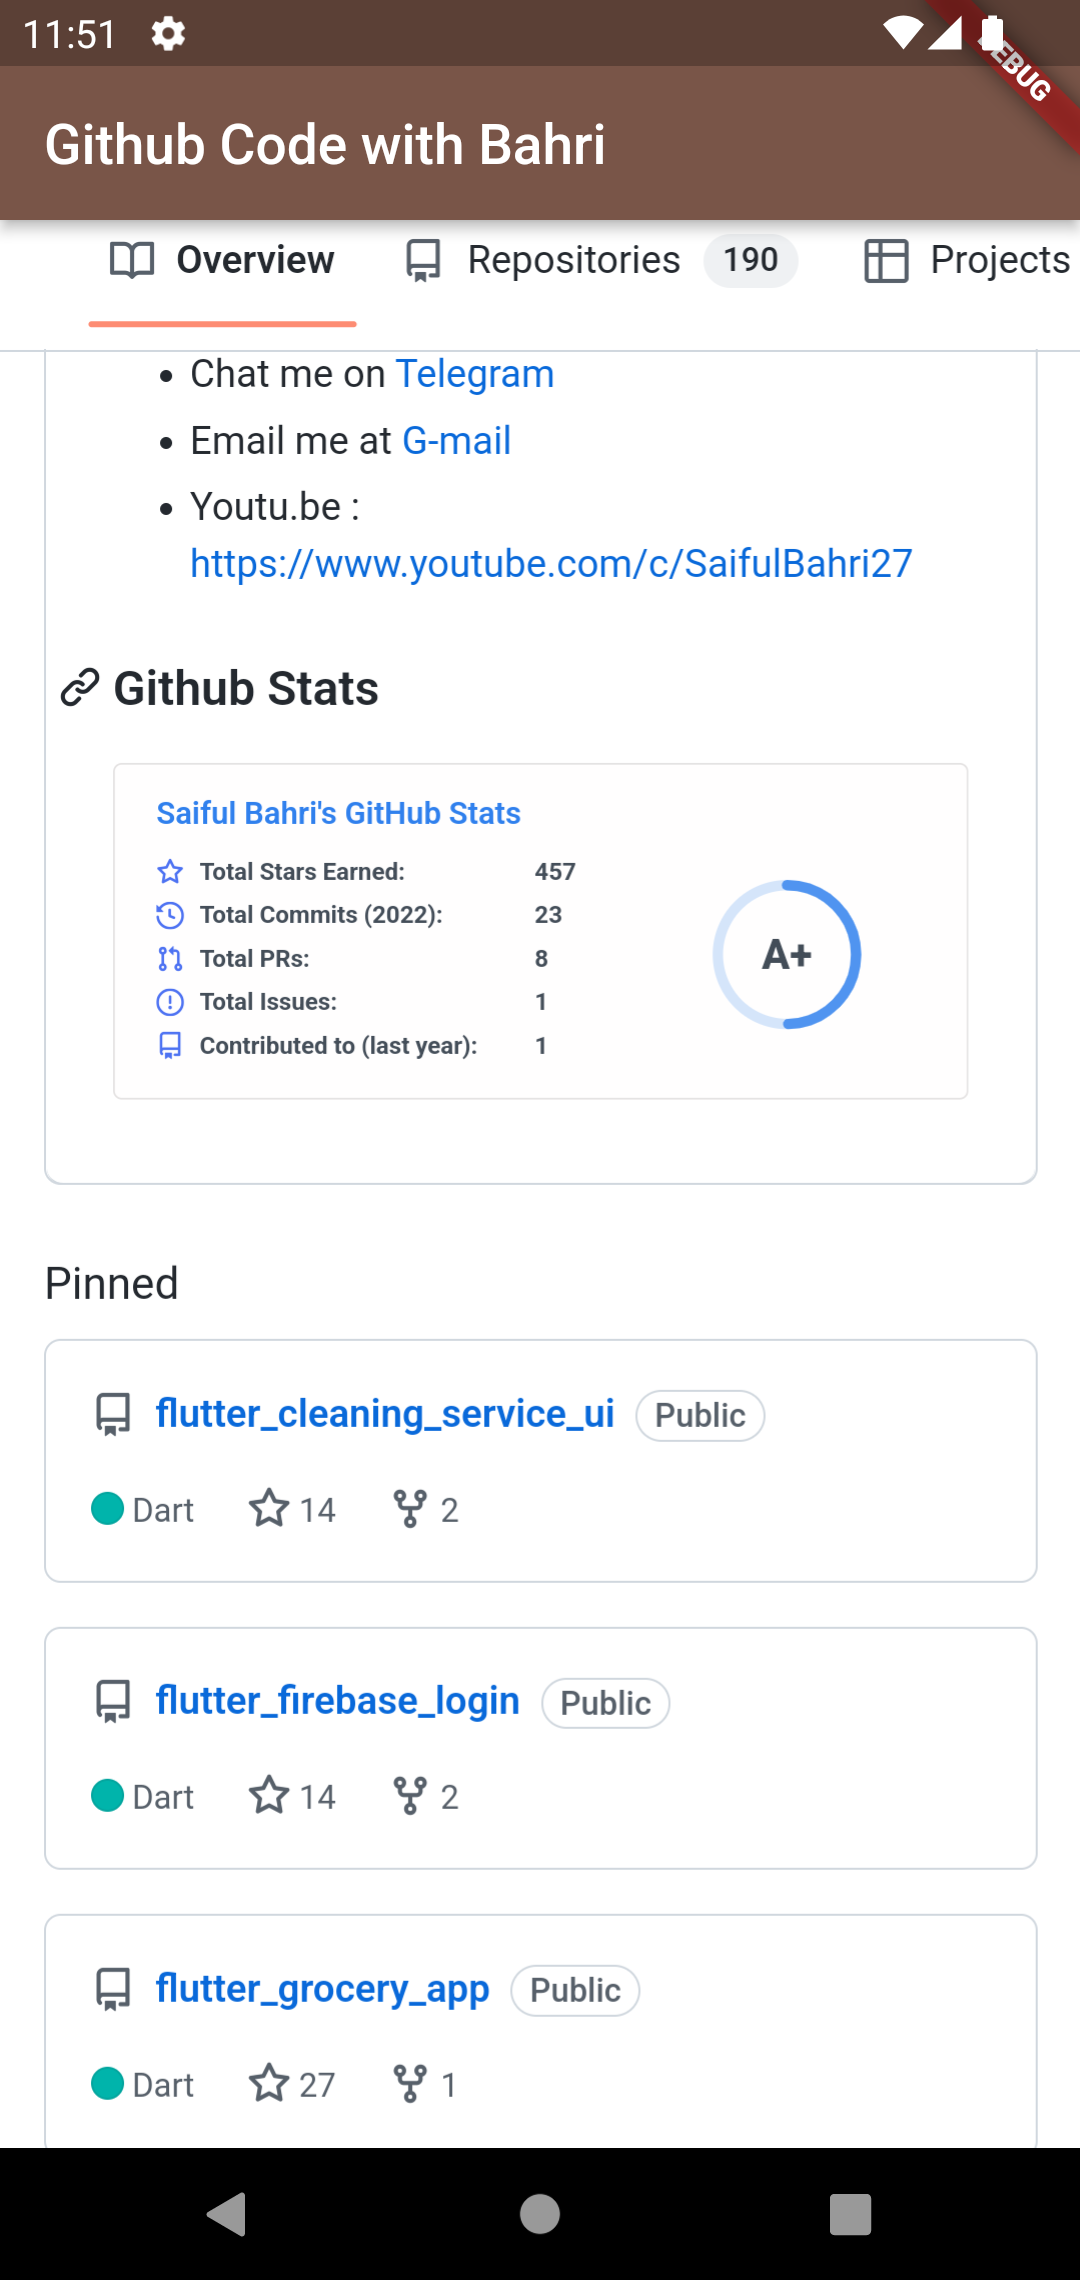 11:51
DEBUG
Github Code with Bahri
Overview Repositories 190 Projects
Chat me on Telegram
Email me at G-mail
Youtu.be :
https://www.youtube.com/c/SaifulBahri27
Github Stats
Saiful Bahri's GitHub Stats
Total Stars Earned: 457
Total Commits (2022): 23
Total PRs: 8
Total Issues: 1
Contributed to (last year): 1
A+
Pinned
flutter_cleaning_service_ui Public
Dart 14 2
flutter_firebase_login Public
Dart 14 2
flutter_grocery_app Public
Dart 27 1